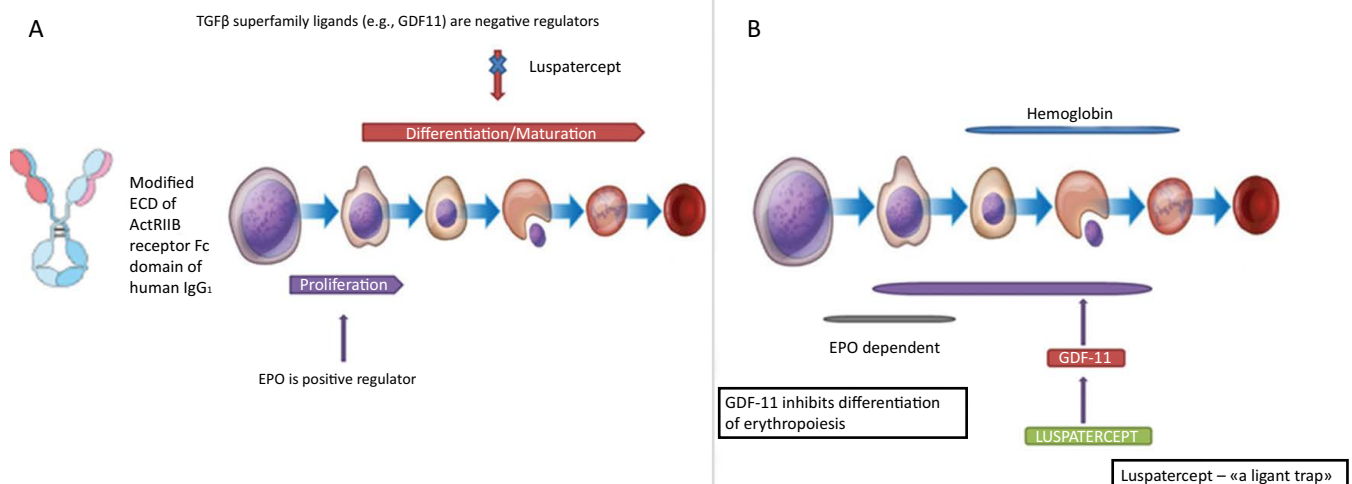 A
TGFβ superfamily ligands (e.g., GDF11) are negative regulators
Luspatercept
Differentiation/Maturation
Modified
ECD of
ActRIIB
receptor Fc
domain of
human IgG₁
Proliferation
EPO is positive regulator
B
Hemoglobin
EPO dependent
GDF-11
GDF-11 inhibits differentiation
of erythropoiesis
LUSPATERCEPT
Luspatercept – «a ligant trap»